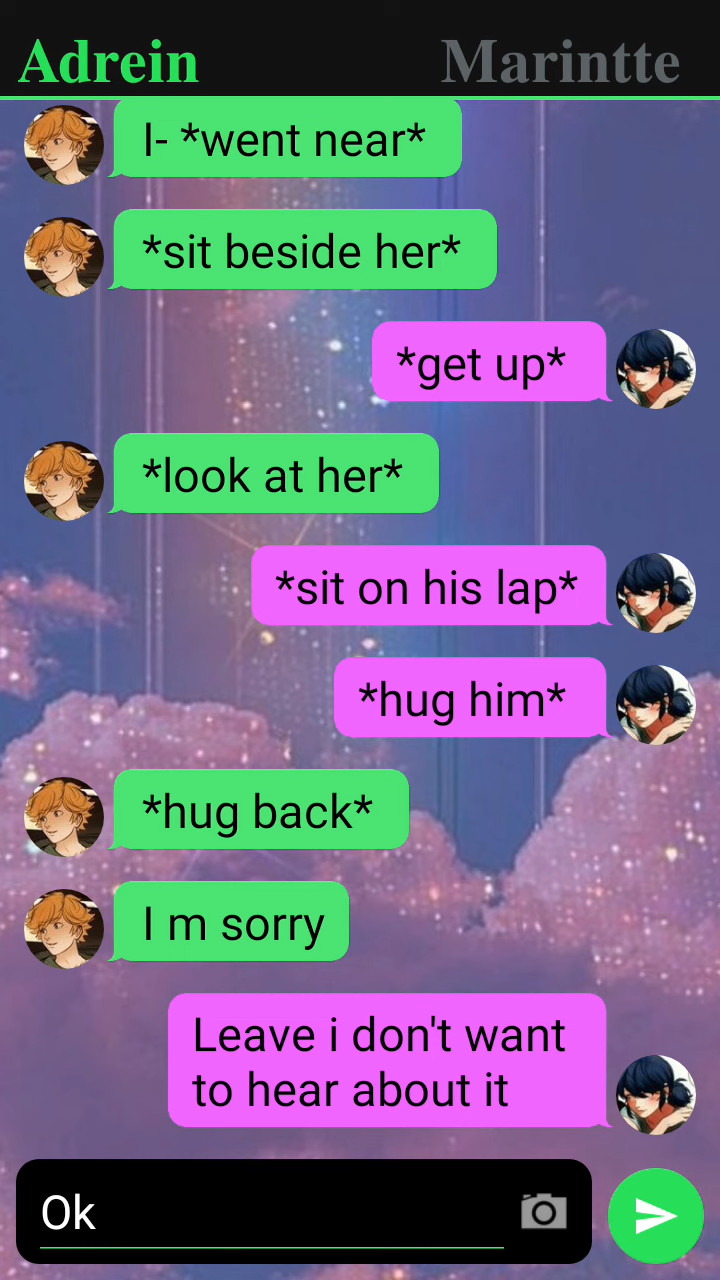 Adrein Marintte
I- *went near*
*sit beside her*
*get up*
*look at her*
*sit on his lap*
*hug him*
*hug back*
I m sorry
Leave i don't want
to hear about it
Ok